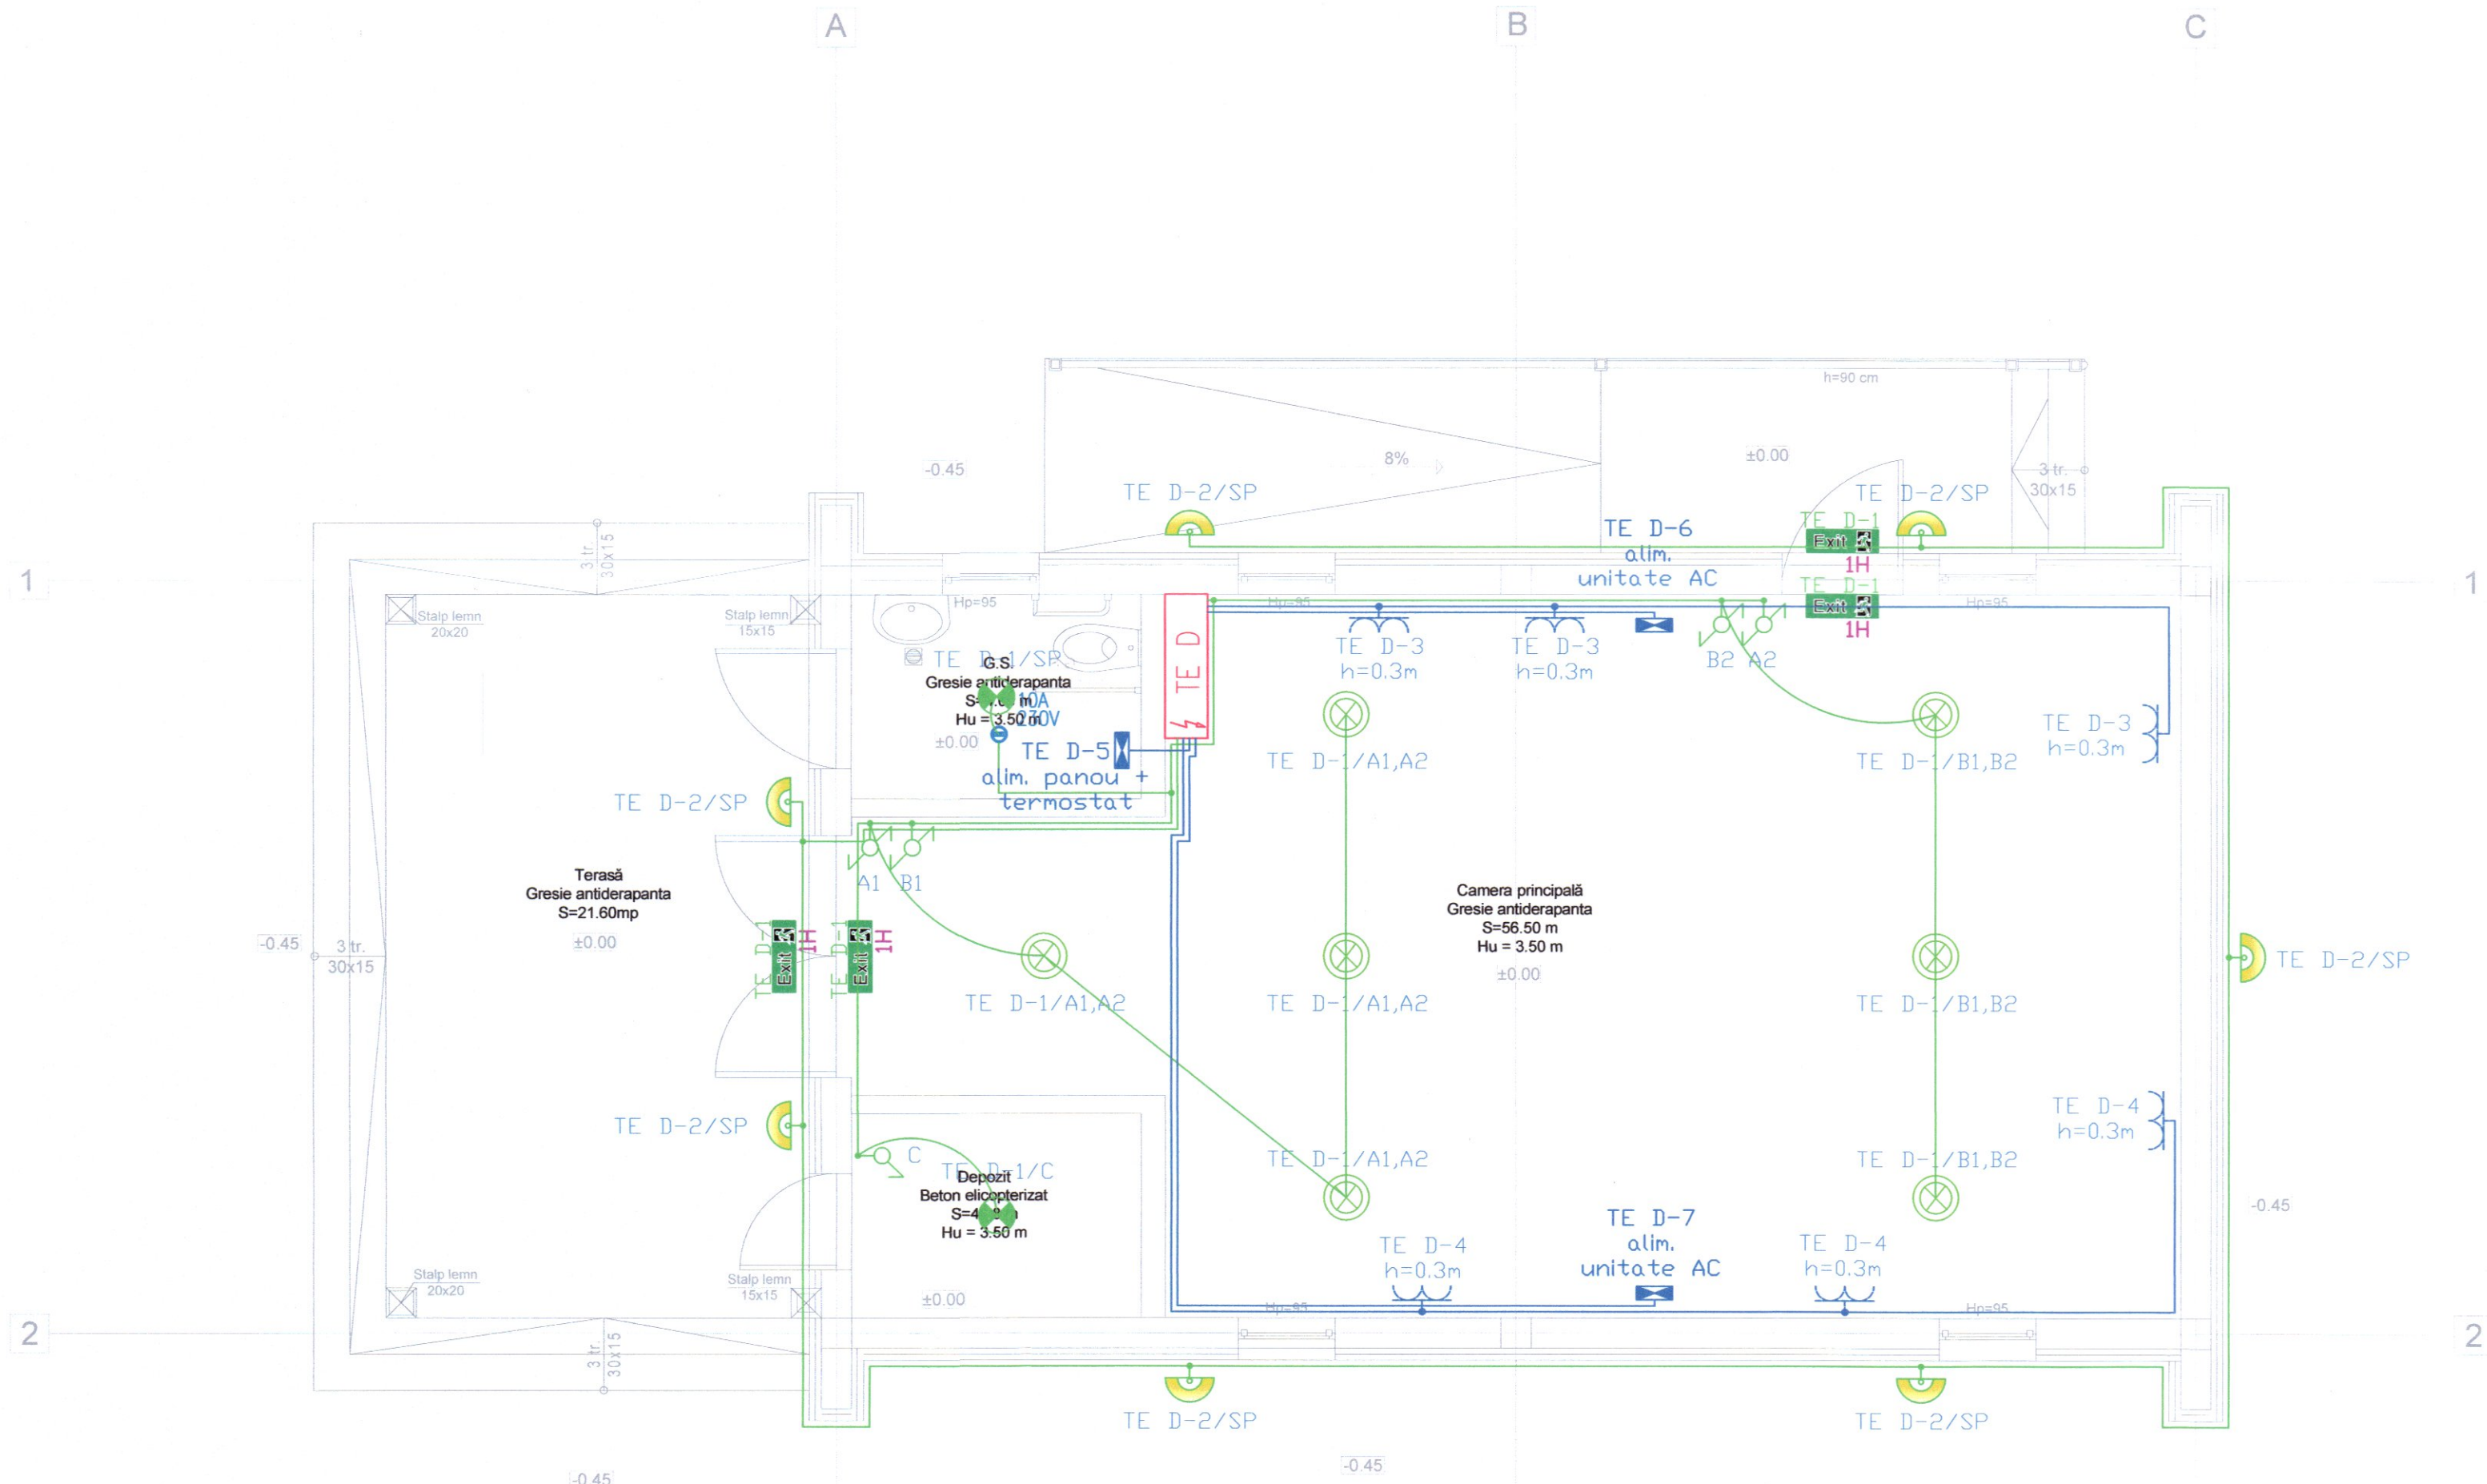 A
B
C
h=90 cm
-0.45
8%
±0.00
3 tr.
30x15
TE D-2/SP
TE D-2/SP
TE D-6
alim.
unitate AC
TE D-1
Exit
1H
TE D-1
Exit
1H
3 tr.
30x15
1
1
Stalp lemn
20x20
Stalp lemn
15x15
Hp=95
Hp=95
Hp=95
TE D-3
h=0.3m
TE D-3
h=0.3m
B2 A2
TE D
TE D-1/SP
G.S.
Gresie antiderapanta
Hu = 3.50 m
10A
230V
±0.00
TE D-5
alim. panou +
termostat
TE D-1/A1,A2
TE D-1/B1,B2
TE D-3
h=0.3m
TE D-2/SP
A1 B1
Terasă
Gresie antiderapanta
S=21.60mp
±0.00
Camera principală
Gresie antiderapanta
S=56.50 m
Hu = 3.50 m
±0.00
-0.45
3 tr.
30x15
TE D-1
Exit
1H
TE D-1
Exit
1H
TE D-1/A1,A2
TE D-1/A1,A2
TE D-1/B1,B2
TE D-2/SP
TE D-2/SP
C
TE D-1/C
Depozit
Beton elicopterizat
Hu = 3.50 m
±0.00
TE D-1/A1,A2
TE D-1/B1,B2
TE D-4
h=0.3m
-0.45
TE D-7
alim.
unitate AC
TE D-4
h=0.3m
TE D-4
h=0.3m
Stalp lemn
20x20
Stalp lemn
15x15
Hp=95
Hp=95
2
2
3 tr.
30x15
TE D-2/SP
TE D-2/SP
-0.45
-0.45